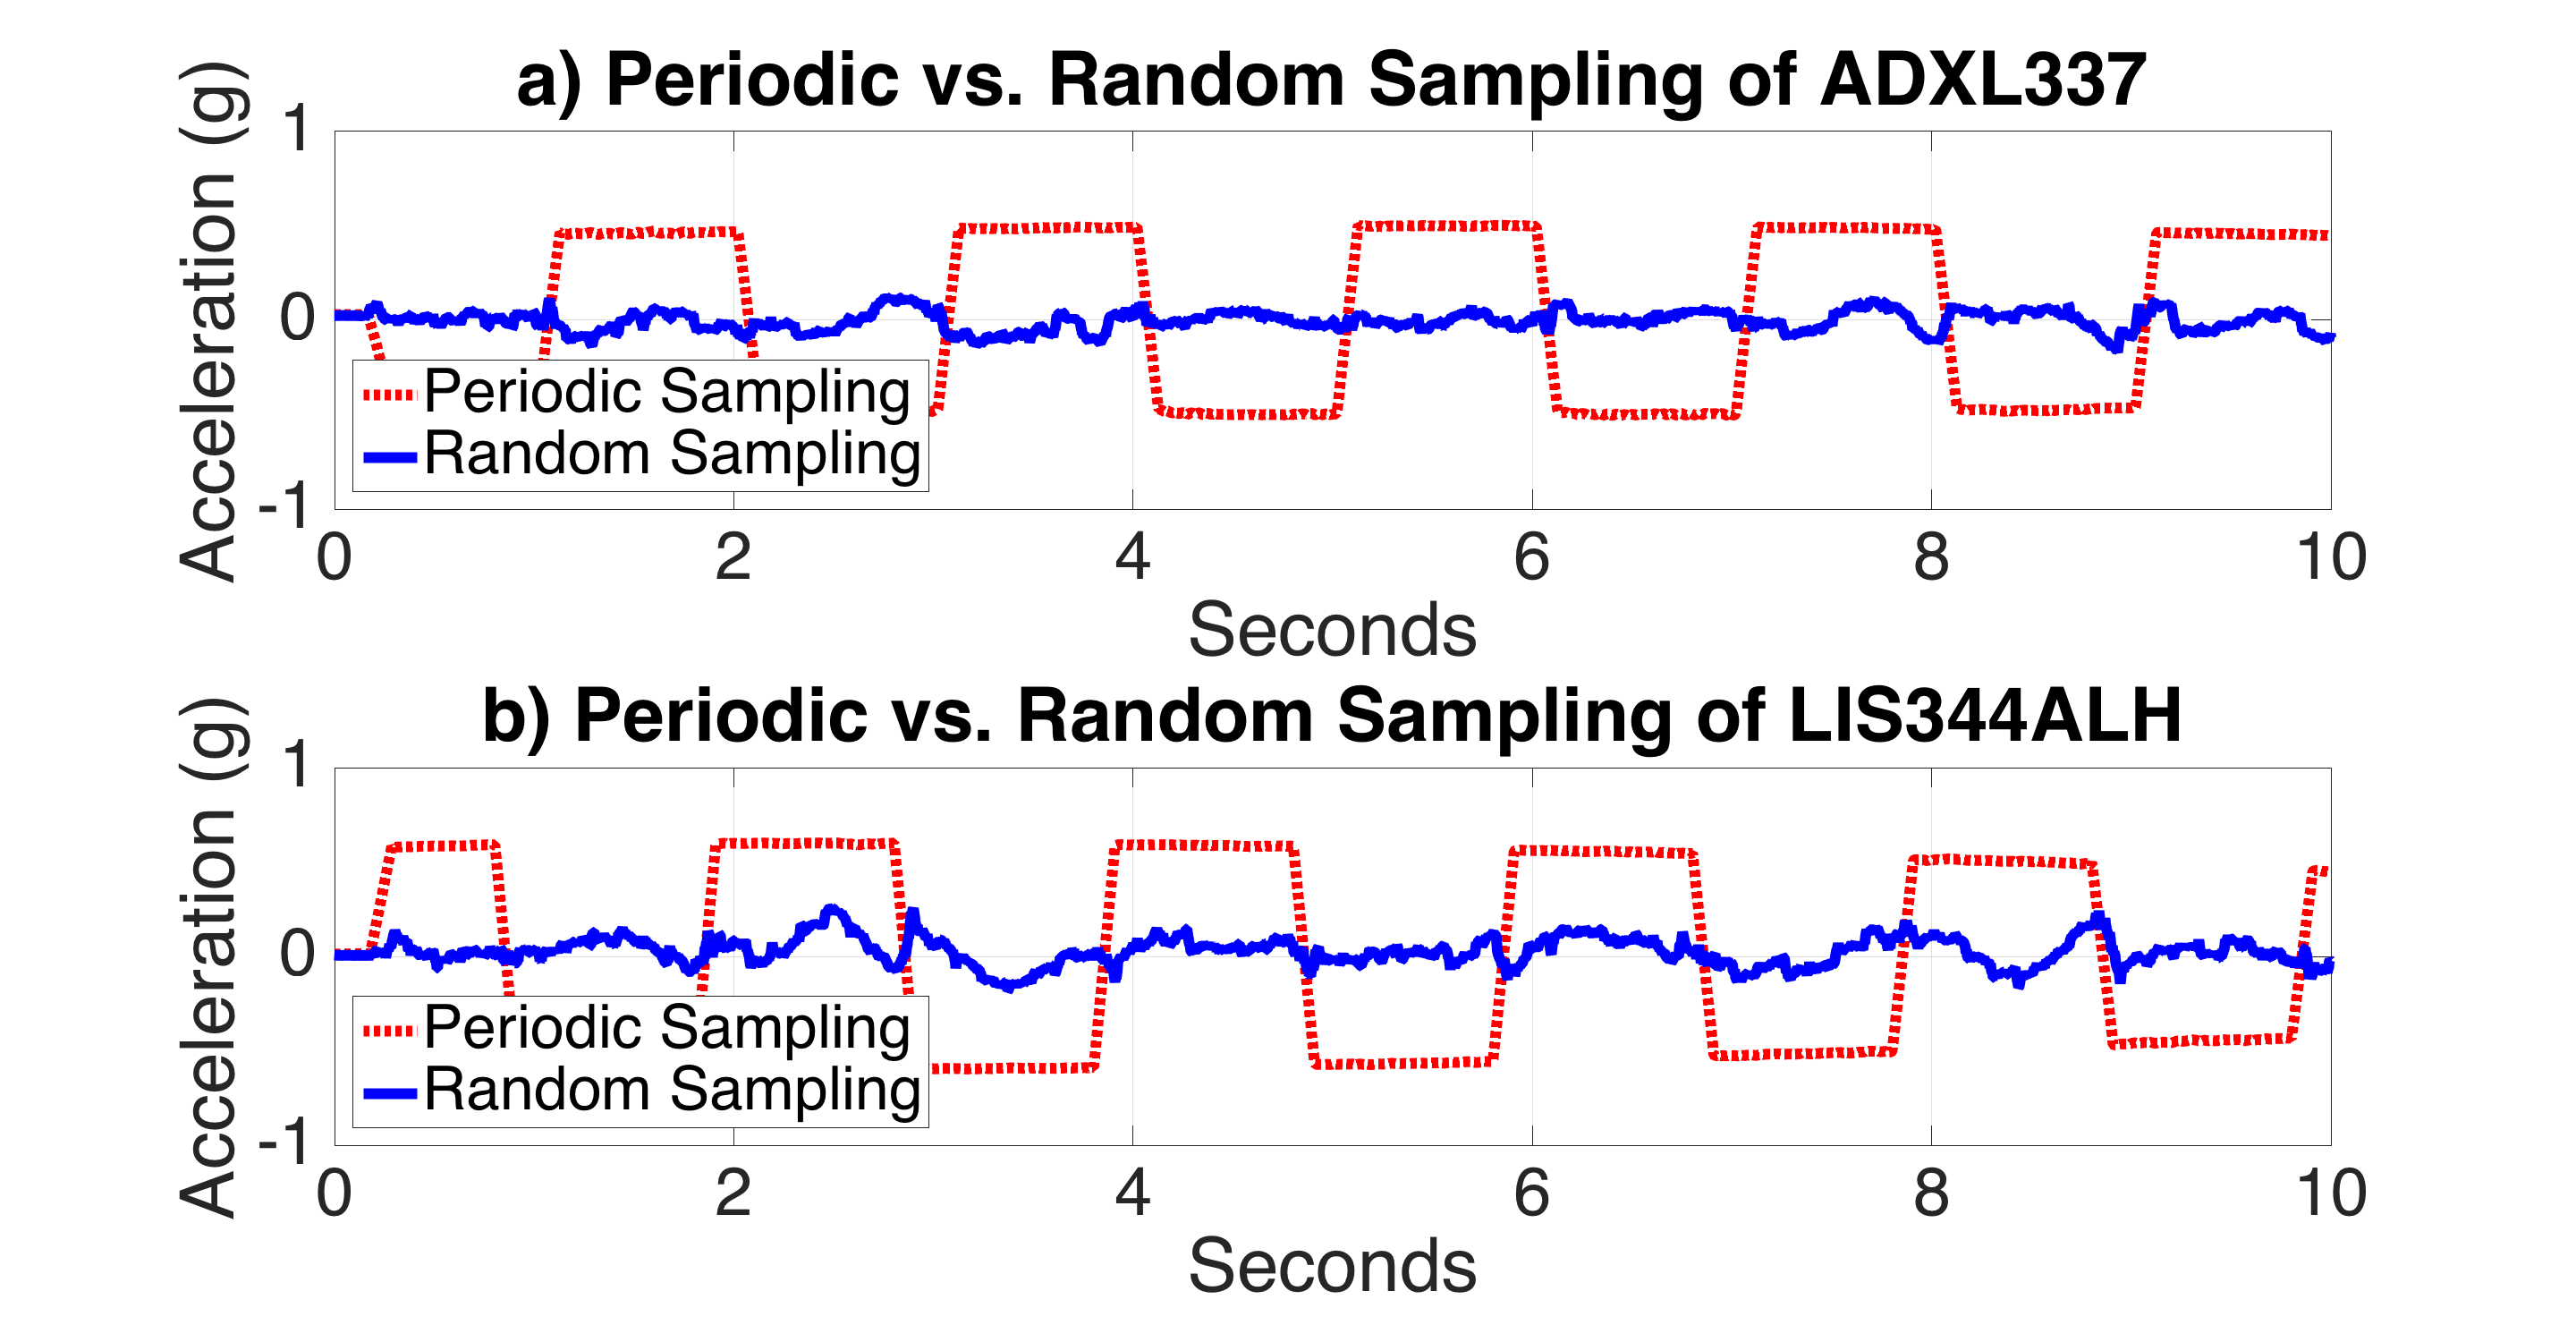 a) Periodic vs. Random Sampling of ADXL337
Acceleration (g)
1
0
-1
Periodic Sampling
Random Sampling
0 2 4 6 8 10
Seconds
b) Periodic vs. Random Sampling of LIS344ALH
Acceleration (g)
1
0
-1
Periodic Sampling
Random Sampling
0 2 4 6 8 10
Seconds